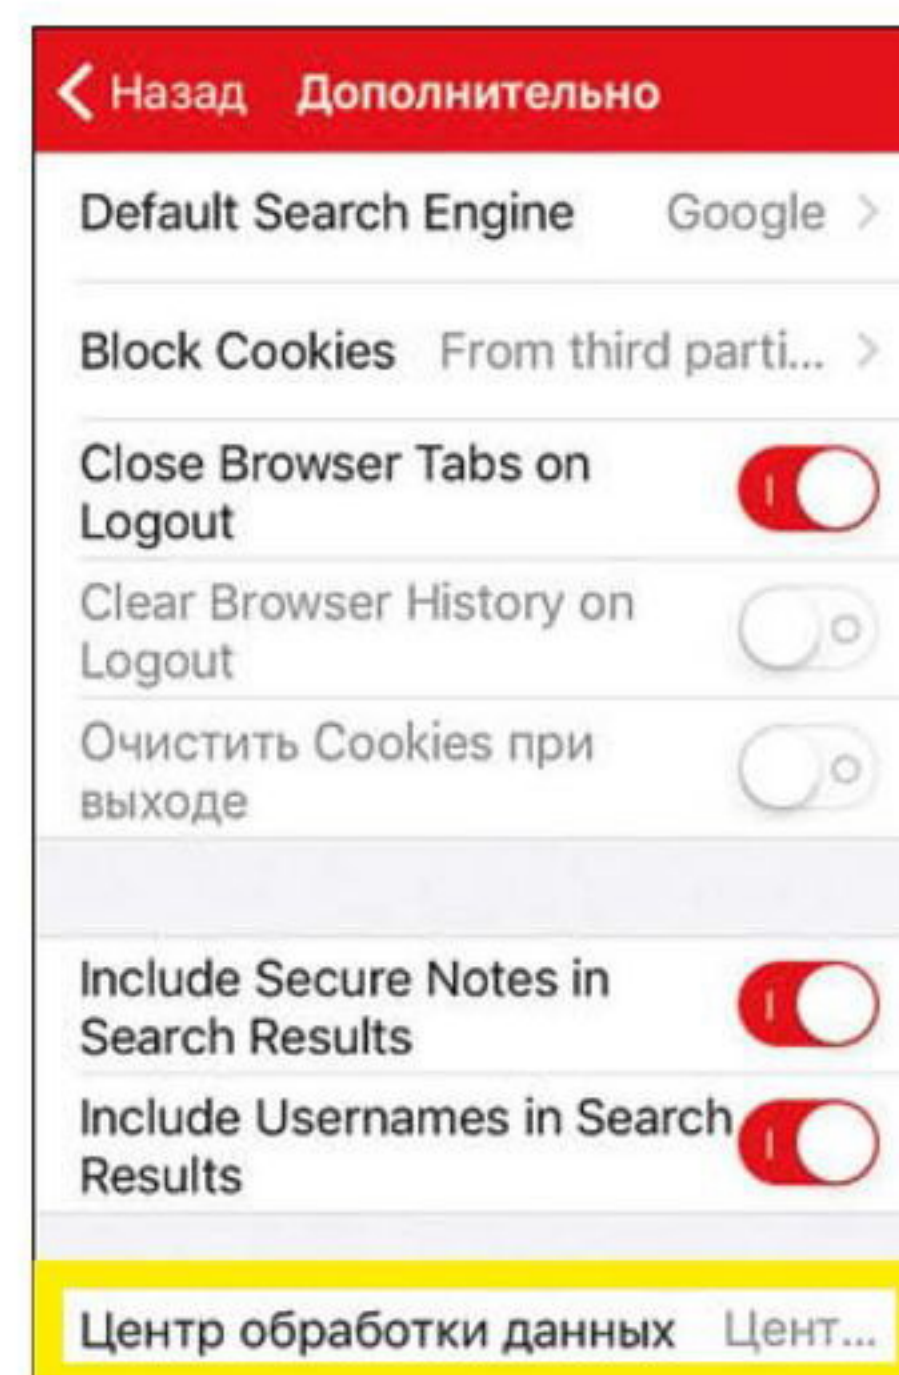 Назад Дополнительно
Default Search Engine Google
Block Cookies From third parti...
Close Browser Tabs on
Logout
Clear Browser History on
Logout
Очистить Cookies при
выходе
Include Secure Notes in
Search Results
Include Usernames in Search
Results
Центр обработки данных Цент...